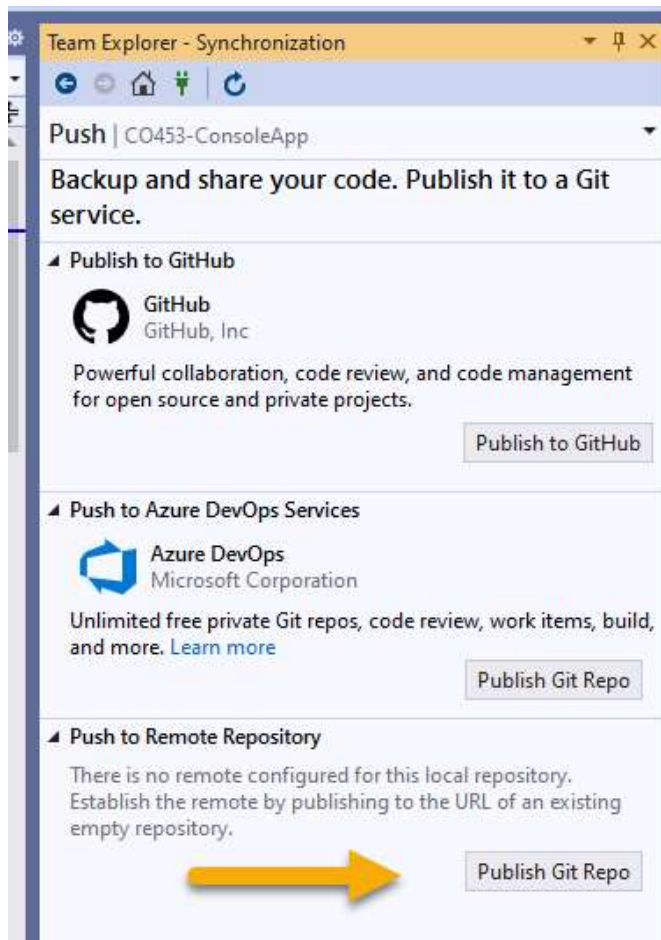 Team Explorer - Synchronization
Push | CO453-ConsoleApp
Backup and share your code. Publish it to a Git
service.
Publish to GitHub
GitHub
GitHub, Inc
Powerful collaboration, code review, and code management
for open source and private projects.
Publish to GitHub
Push to Azure DevOps Services
Azure DevOps
Microsoft Corporation
Unlimited free private Git repos, code review, work items, build,
and more. Learn more
Publish Git Repo
Push to Remote Repository
There is no remote configured for this local repository.
Establish the remote by publishing to the URL of an existing
empty repository.
Publish Git Repo